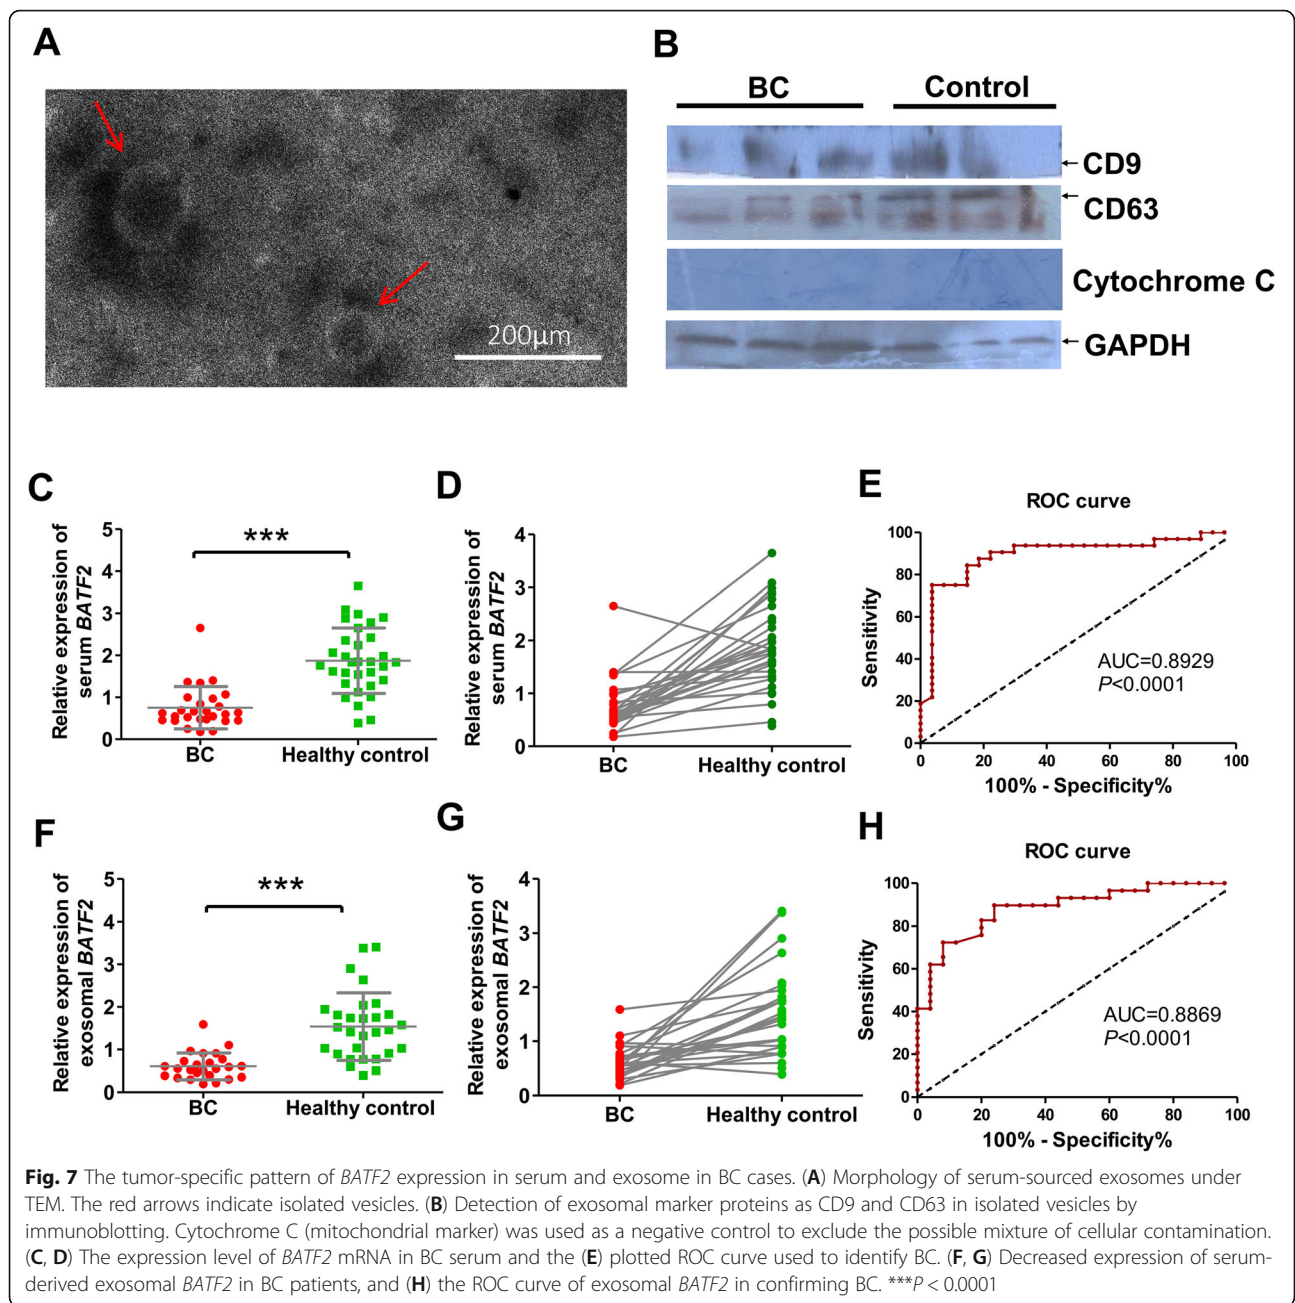 A
200μm
B
BC Control
CD9
CD63
Cytochrome C
GAPDH
C
Relative expression of
serum BATF2
5
4
3
2
1
0
***
BC Healthy control
D
Relative expression of
serum BATF2
4
3
2
1
0
BC Healthy control
E
ROC curve
Sensitivity
100
80
60
40
20
0
AUC=0.8929
P<0.0001
0 20 40 60 80 100
100% - Specificity%
F
Relative expression of
exosomal BATF2
5
4
3
2
1
0
***
BC Healthy control
G
Relative expression of
exosomal BATF2
4
3
2
1
0
BC Healthy control
H
ROC curve
Sensitivity
100
80
60
40
20
0
AUC=0.8869
P<0.0001
0 20 40 60 80 100
100% - Specificity%
Fig. 7 The tumor-specific pattern of BATF2 expression in serum and exosome in BC cases. (A) Morphology of serum-sourced exosomes under
TEM. The red arrows indicate isolated vesicles. (B) Detection of exosomal marker proteins as CD9 and CD63 in isolated vesicles by
immunoblotting. Cytochrome C (mitochondrial marker) was used as a negative control to exclude the possible mixture of cellular contamination.
(C, D) The expression level of BATF2 mRNA in BC serum and the (E) plotted ROC curve used to identify BC. (F, G) Decreased expression of serum-
derived exosomal BATF2 in BC patients, and (H) the ROC curve of exosomal BATF2 in confirming BC. ***P < 0.0001